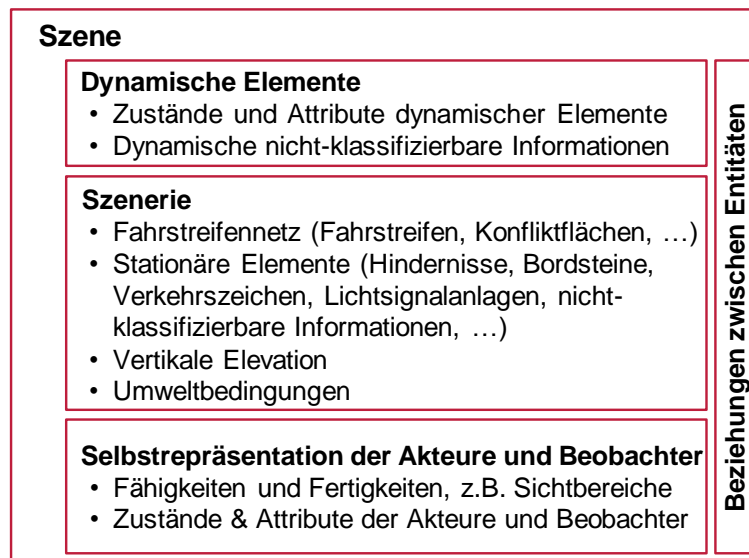 Szene
Dynamische Elemente
• Zustände und Attribute dynamischer Elemente
• Dynamische nicht-klassifizierbare Informationen
Szenerie
• Fahrstreifennetz (Fahrstreifen, Konfliktflächen, …)
• Stationäre Elemente (Hindernisse, Bordsteine,
Verkehrszeichen, Lichtsignalanlagen, nicht-
klassifizierbare Informationen, …)
• Vertikale Elevation
• Umweltbedingungen
Selbstrepräsentation der Akteure und Beobachter
• Fähigkeiten und Fertigkeiten, z.B. Sichtbereiche
• Zustände & Attribute der Akteure und Beobachter
Beziehungen zwischen Entitäten